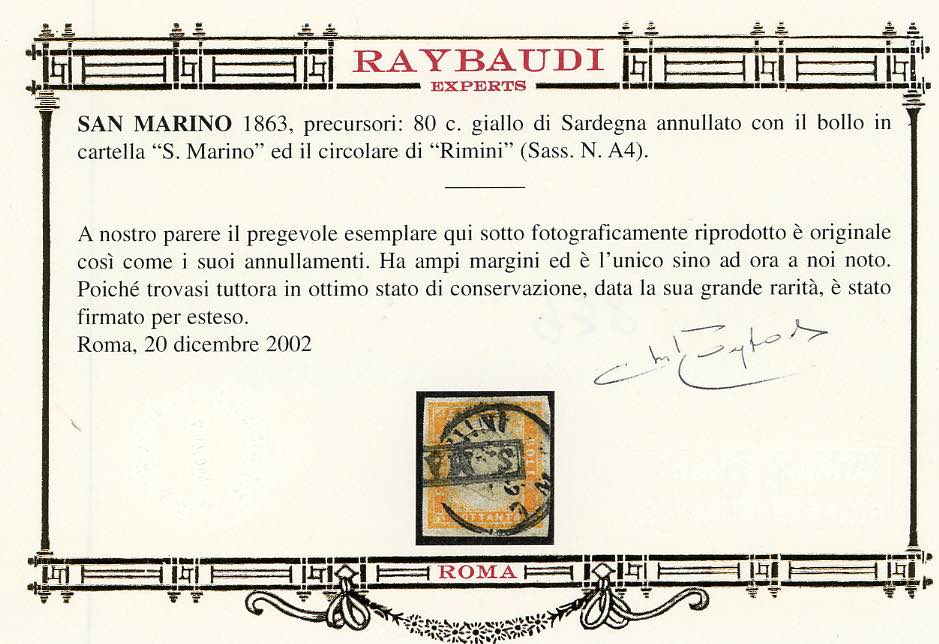 RAYBAUDI
EXPERTS
SAN MARINO 1863, precursori: 80 c. giallo di Sardegna annullato con il bollo in
cartella “S. Marino” ed il circolare di “Rimini” (Sass. N. A4).
A nostro parere il pregevole esemplare qui sotto fotograficamente riprodotto è originale
così come i suoi annullamenti. Ha ampi margini ed è l’unico sino ad ora a noi noto.
Poiché trovasi tuttora in ottimo stato di conservazione, data la sua grande rarità, è stato
firmato per esteso.
Roma, 20 dicembre 2002
ROMA